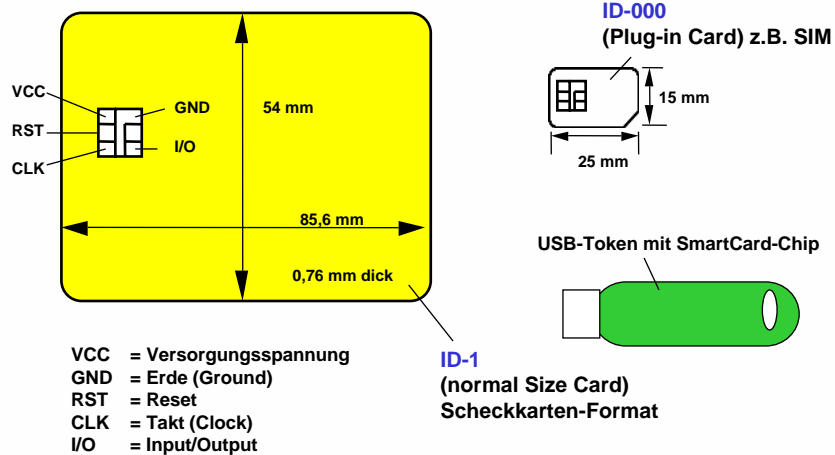 ID-000
(Plug-in Card) z.B. SIM
VCC
GND
54 mm
15 mm
RST
I/O
CLK
25 mm
85,6 mm
USB-Token mit SmartCard-Chip
0,76 mm dick
VCC = Versorgungsspannung
GND = Erde (Ground)
RST = Reset
CLK = Takt (Clock)
I/O = Input/Output
ID-1
(normal Size Card)
Scheckkarten-Format